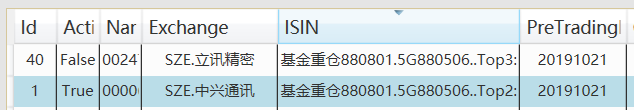 Id Acti Nar Exchange ISIN PreTradingl
40 False 0024 SZE.立讯精密 基金重仓880801.5G880506..Top3: 20191021
1 True 0000 SZE.中兴通讯 基金重仓880801.5G880506..Top2: 20191021